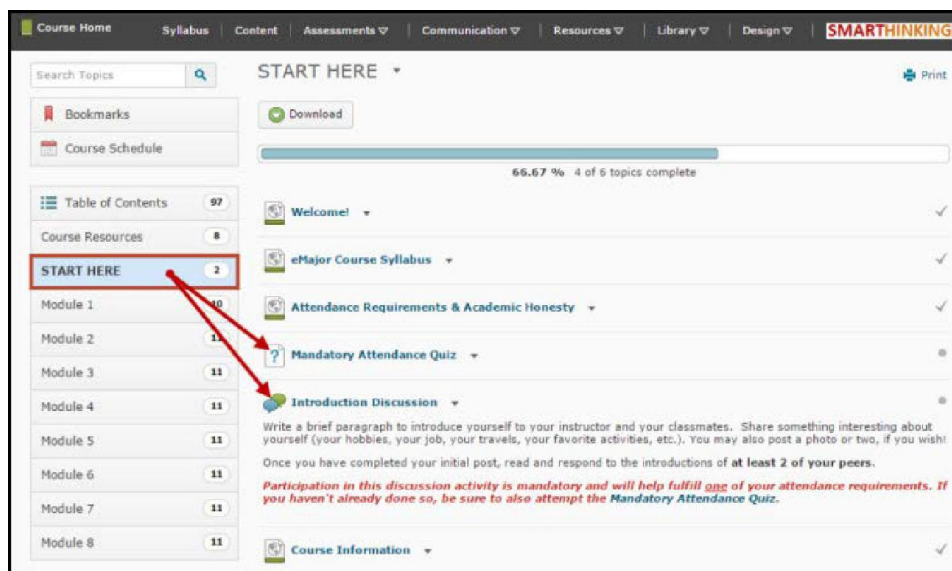 Course Home Syllabus Content Assessments Communication Resources Library Design SMARTHINKING
Search Topics
Bookmarks
Course Schedule
Table of Contents 97
Course Resources 8
START HERE 2
Module 1 10
Module 2 11
Module 3 11
Module 4 11
Module 5 11
Module 6 11
Module 7 11
Module 8 11
START HERE
Print
Download
66.67 % 4 of 6 topics complete
Welcome!
eMajor Course Syllabus
Attendance Requirements & Academic Honesty
? Mandatory Attendance Quiz
Introduction Discussion
Write a brief paragraph to introduce yourself to your instructor and your classmates. Share something interesting about
yourself (your hobbies, your job, your travels, your favorite activities, etc.). You may also post a photo or two, if you wish!
Once you have completed your initial post, read and respond to the introductions of at least 2 of your peers.
Participation in this discussion activity is mandatory and will help fulfill one of your attendance requirements. If
you haven't already done so, be sure to also attempt the Mandatory Attendance Quiz.
Course Information